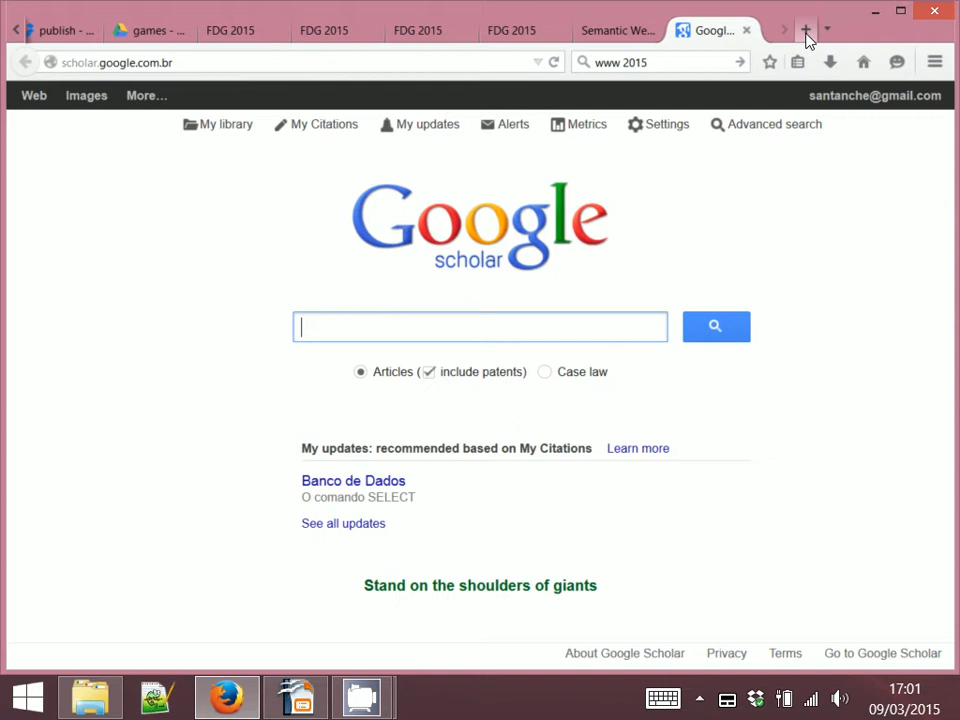 publish - ...
games - ...
FDG 2015
FDG 2015
FDG 2015
FDG 2015
Semantic We...
Googl...
scholar.google.com.br
www 2015
Web Images More...
santanche@gmail.com
My library
My Citations
My updates
Alerts
Metrics
Settings
Advanced search
Google
scholar
Articles ( include patents) Case law
My updates: recommended based on My Citations Learn more
Banco de Dados
O comando SELECT
See all updates
Stand on the shoulders of giants
About Google Scholar Privacy Terms Go to Google Scholar
17:01
09/03/2015